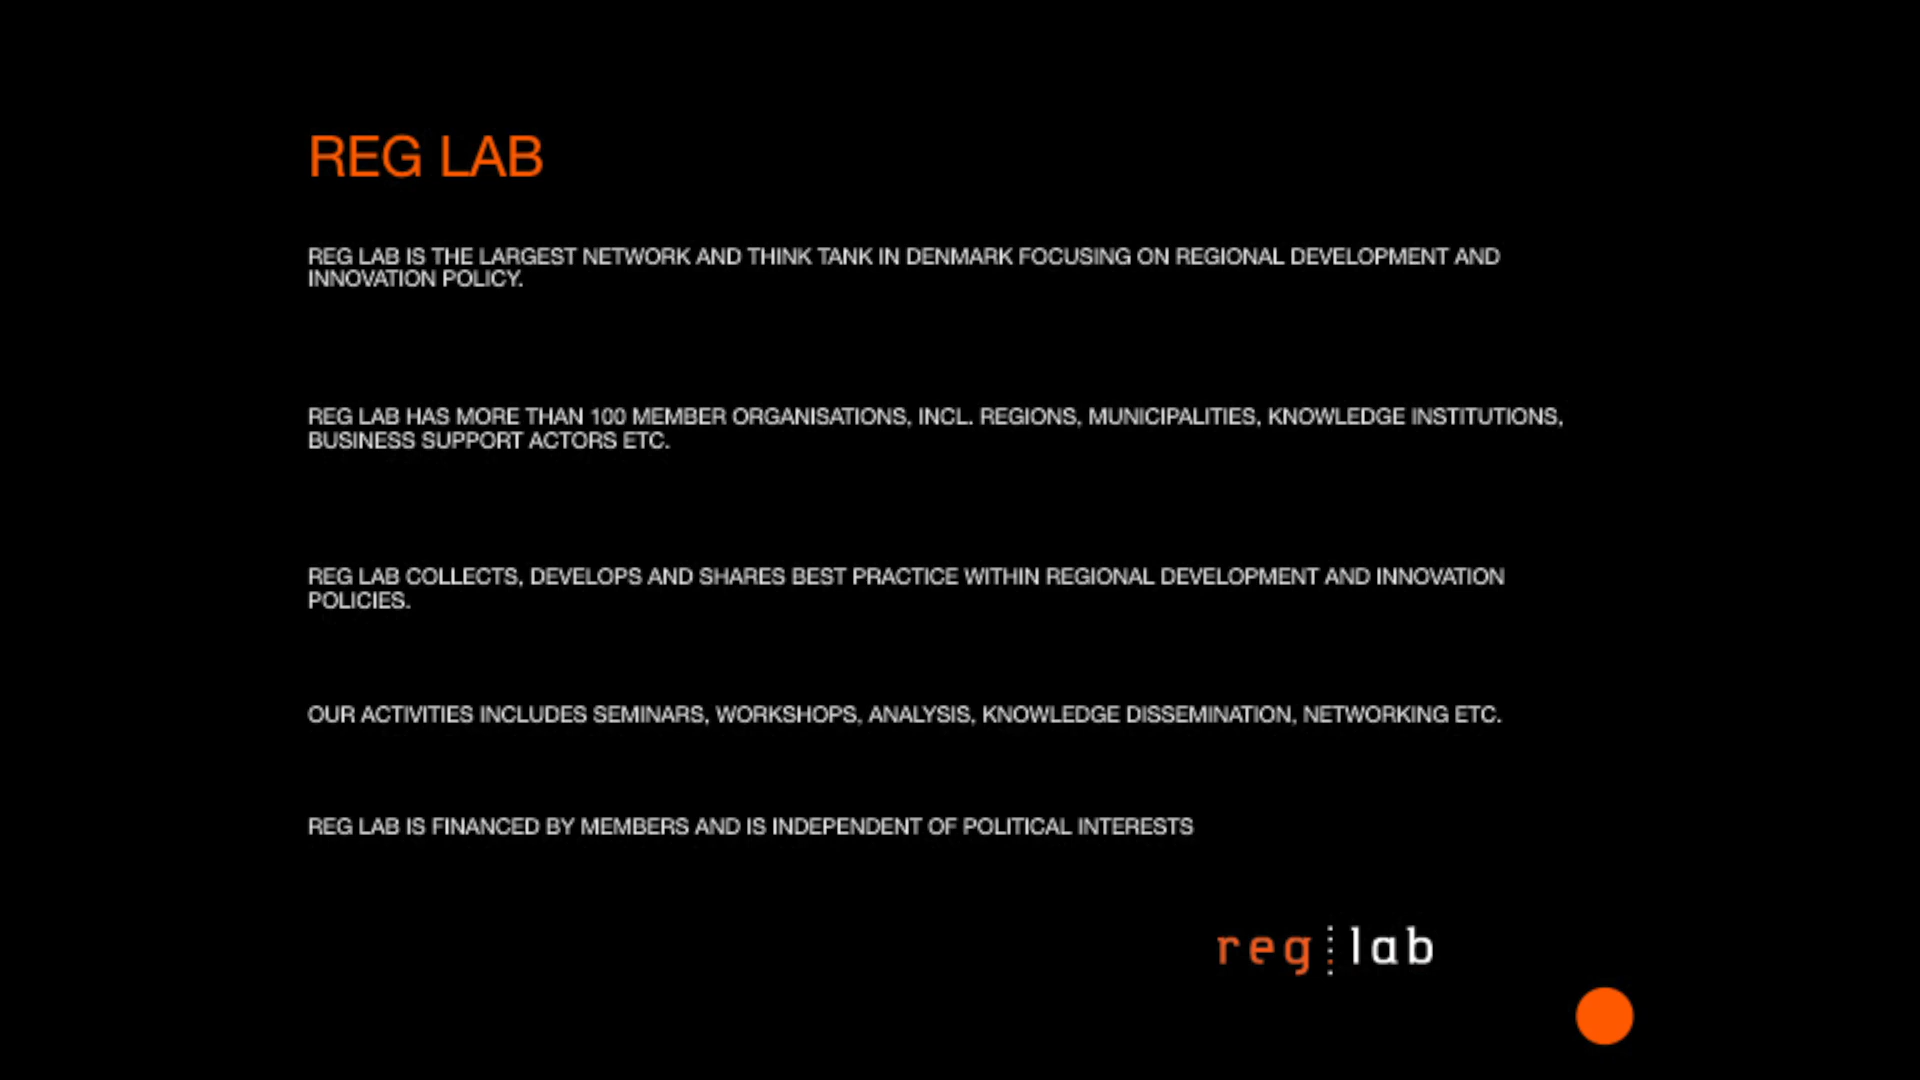 REG LAB
REG LAB IS THE LARGEST NETWORK AND THINK TANK IN DENMARK FOCUSING ON REGIONAL DEVELOPMENT AND
INNOVATION POLICY.
REG LAB HAS MORE THAN 100 MEMBER ORGANISATIONS, INCL. REGIONS, MUNICIPALITIES, KNOWLEDGE INSTITUTIONS,
BUSINESS SUPPORT ACTORS ETC.
REG LAB COLLECTS, DEVELOPS AND SHARES BEST PRACTICE WITHIN REGIONAL DEVELOPMENT AND INNOVATION
POLICIES.
OUR ACTIVITIES INCLUDES SEMINARS, WORKSHOPS, ANALYSIS, KNOWLEDGE DISSEMINATION, NETWORKING ETC.
REG LAB IS FINANCED BY MEMBERS AND IS INDEPENDENT OF POLITICAL INTERESTS
reg lab